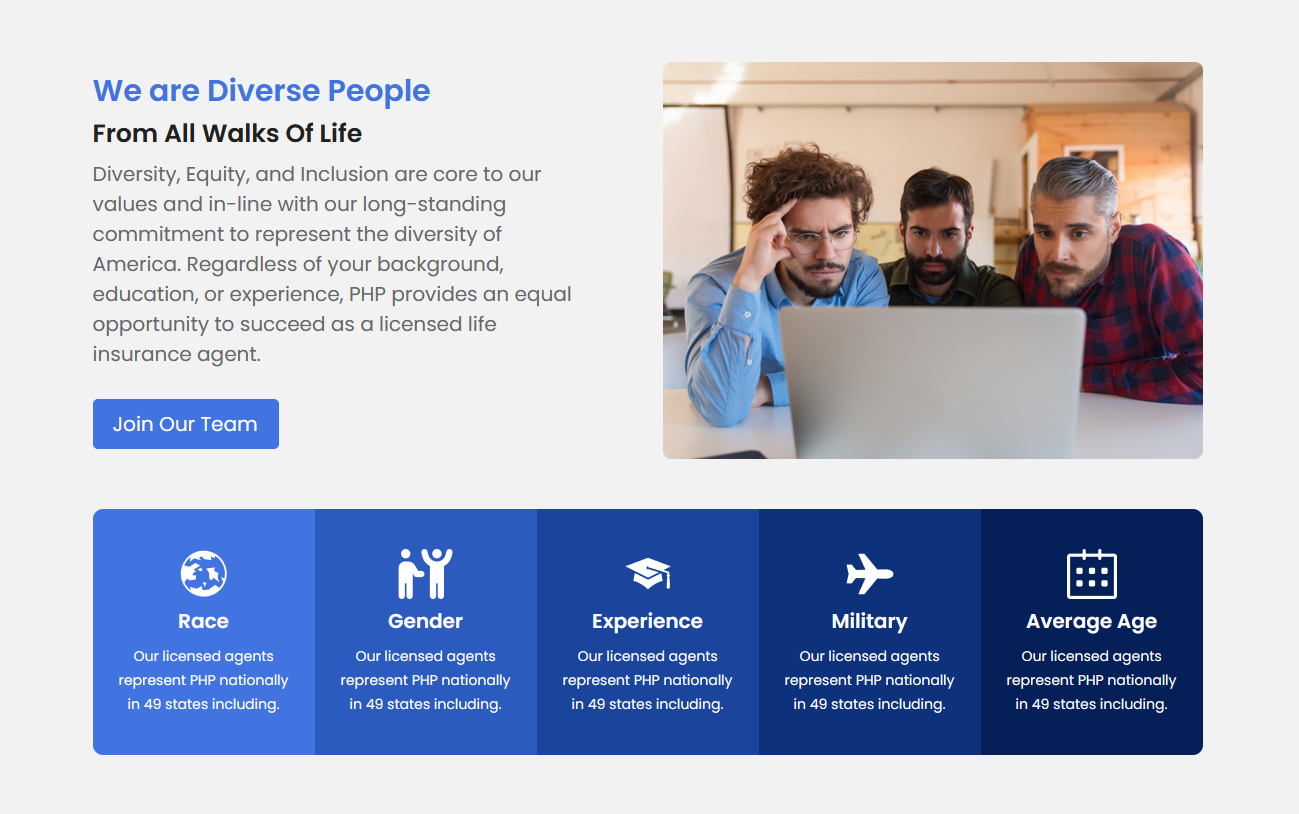 We are Diverse People
From All Walks Of Life
Diversity, Equity, and Inclusion are core to our
values and in-line with our long-standing
commitment to represent the diversity of
America. Regardless of your background,
education, or experience, PHP provides an equal
opportunity to succeed as a licensed life
insurance agent.
Join Our Team
Race
Our licensed agents
represent PHP nationally
in 49 states including.
Gender
Our licensed agents
represent PHP nationally
in 49 states including.
Experience
Our licensed agents
represent PHP nationally
in 49 states including.
Military
Our licensed agents
represent PHP nationally
in 49 states including.
Average Age
Our licensed agents
represent PHP nationally
in 49 states including.